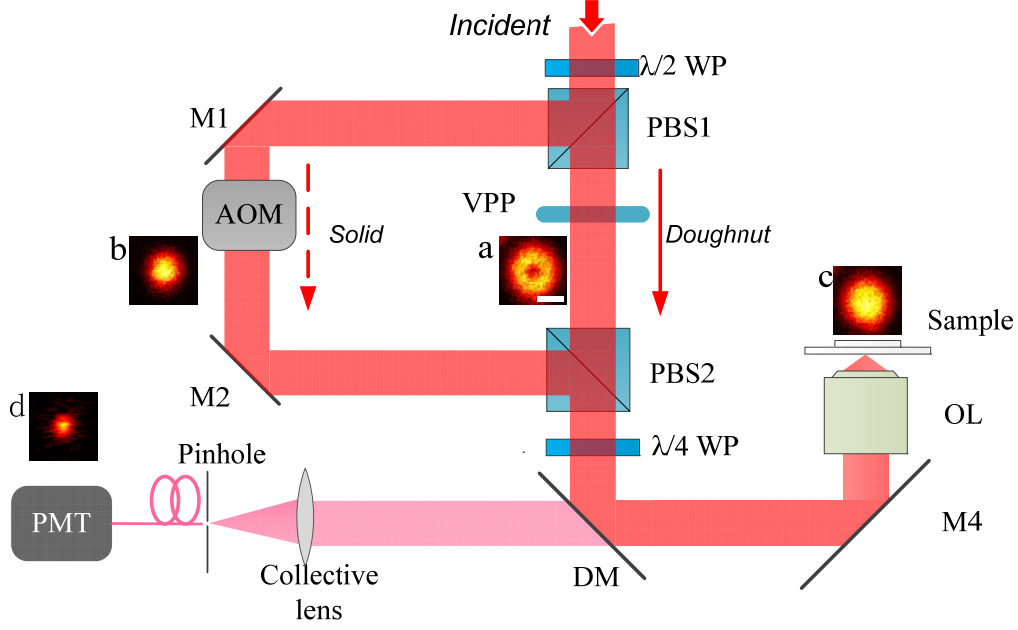 Incident
λ/2 WP
M1
PBS1
VPP
AOM
Solid
Doughnut
b
a
c
Sample
M2
PBS2
OL
d
λ/4 WP
Pinhole
PMT
M4
DM
Collective
lens